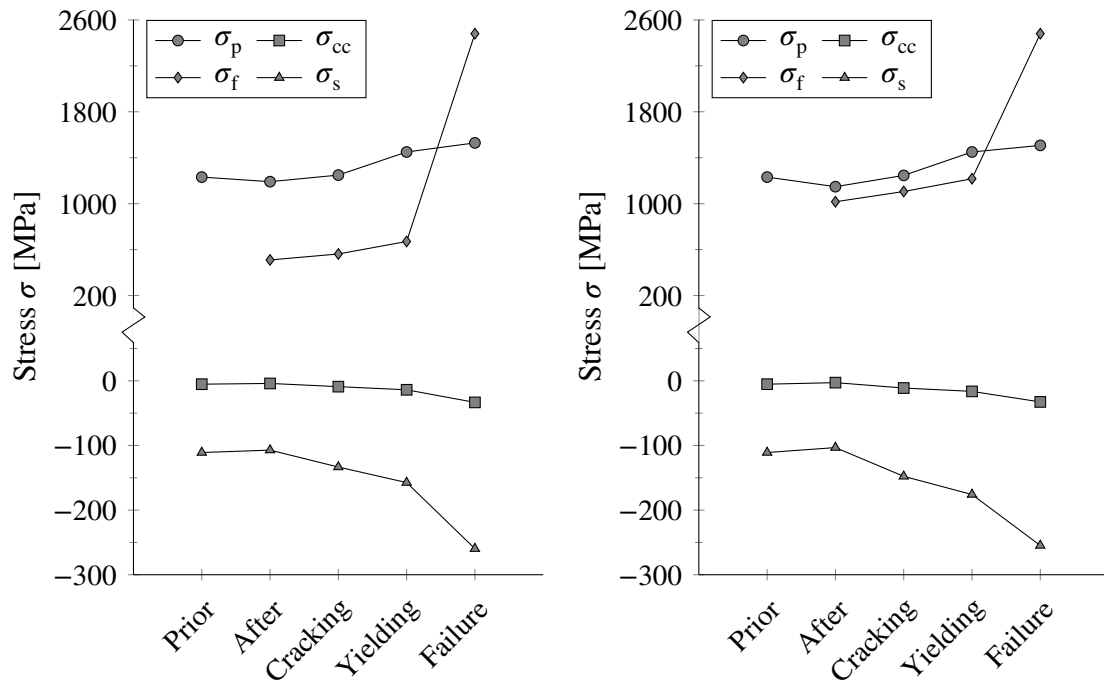 2600
σp σcc
σf σs
1800
1000
200
0
−100
−200
−300
Stress σ [MPa]
Prior
After
Cracking
Yielding
Failure
2600
σp σcc
σf σs
1800
1000
200
0
−100
−200
−300
Stress σ [MPa]
Prior
After
Cracking
Yielding
Failure